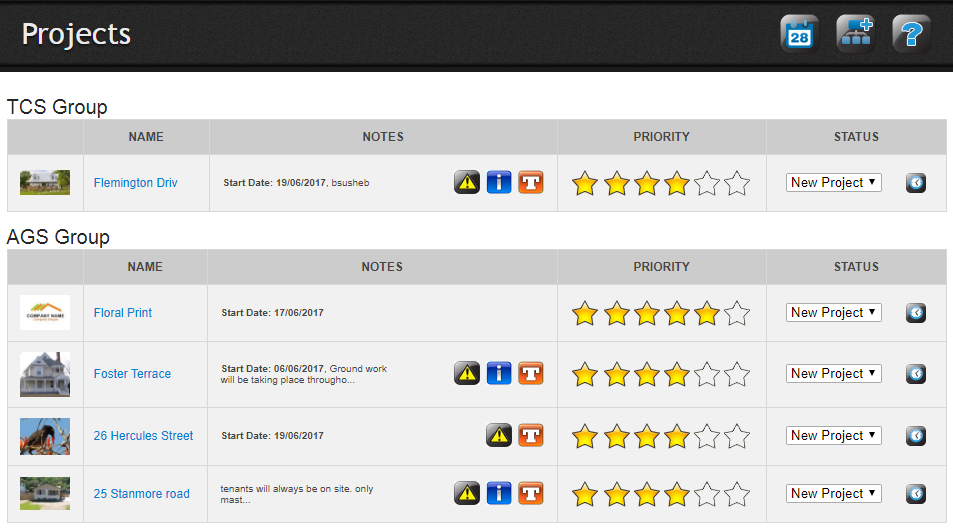 Projects
28
TCS Group
NAME NOTES PRIORITY STATUS
Flemington Driv Start Date: 19/06/2017, bsusheb New Project
AGS Group
NAME NOTES PRIORITY STATUS
COMPANY NAME
Floral Print Start Date: 17/06/2017 New Project
Foster Terrace Start Date: 06/06/2017, Ground work
will be taking place througho... New Project
26 Hercules Street Start Date: 19/06/2017 New Project
25 Stanmore road tenants will always be on site. only
mast... New Project